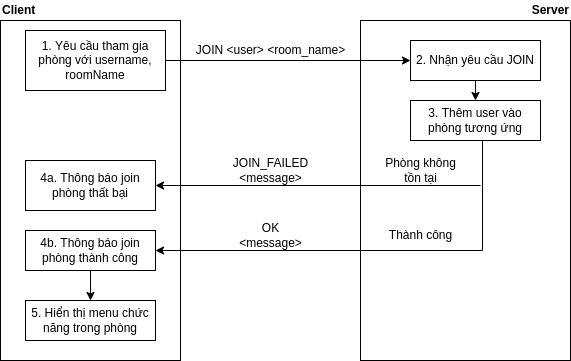 Client
Server
1. Yêu cầu tham gia
phòng với username,
roomName
JOIN <user> <room_name>
2. Nhận yêu cầu JOIN
3. Thêm user vào
phòng tương ứng
JOIN_FAILED
<message>
Phòng không
tồn tại
4a. Thông báo join
phòng thất bại
OK
<message>
Thành công
4b. Thông báo join
phòng thành công
5. Hiển thị menu chức
năng trong phòng